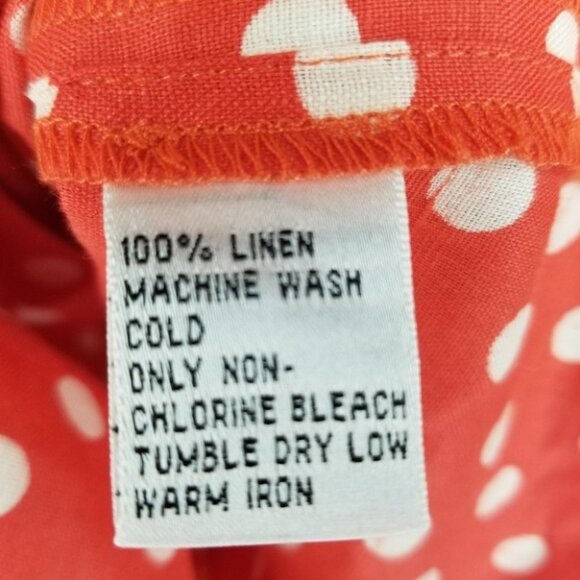 100% LINEN
MACHINE WASH
COLD
ONLY NON-
CHLORINE BLEACH
TUMBLE DRY LOW
WARM IRON